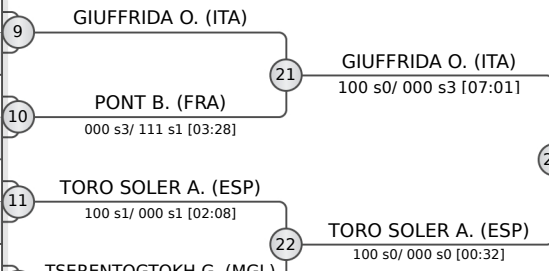 GIUFFRIDA O. (ITA)
9
21
GIUFFRIDA O. (ITA)
100 s0/ 000 s3 [07:01]
PONT B. (FRA)
10
000 s3/ 111 s1 [03:28]
TORO SOLER A. (ESP)
11
100 s1/ 000 s1 [02:08]
22
TORO SOLER A. (ESP)
100 s0/ 000 s0 [00:32]
TSERENTOGTOKH G. (MGL)